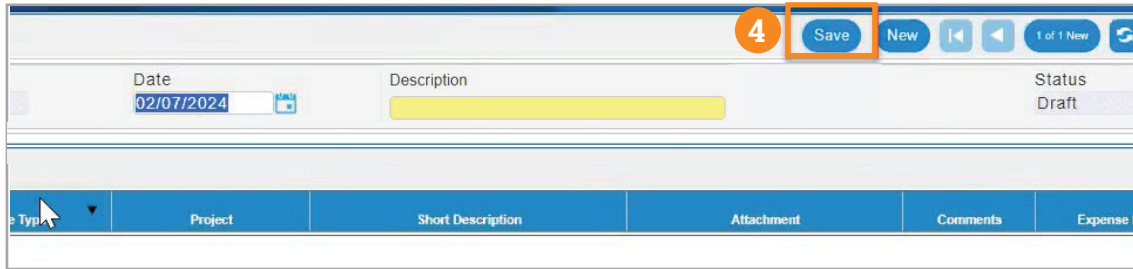 4 Save New 1 of 1 New
Date Description Status
02/07/2024 Draft
e Typ Project Short Description Attachment Comments Expense